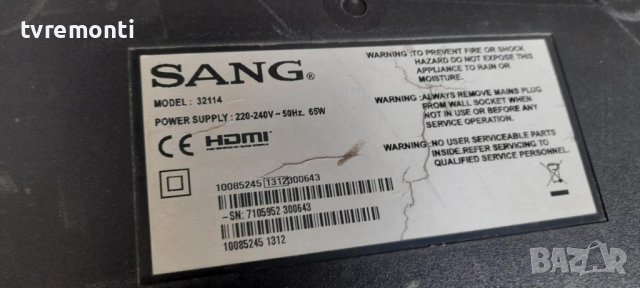 tvremonti
SANG®
MODEL : 32114
POWER SUPPLY : 220-240V ~ 50Hz. 65W
CE HDMI
10085245 1312 300643
-SN: 7105952 300643
10085245 1312
WARNING : TO PREVENT FIRE OR SHOCK
HAZARD DO NOT EXPOSE THIS
APPLIANCE TO RAIN OR
MOISTURE.
WARNING : ALWAYS REMOVE MAINS PLUG
FROM WALL SOCKET WHEN
NOT IN USE OR BEFORE ANY
SERVICE OPERATION.
WARNING : NO USER SERVICEABLE PARTS
INSIDE.REFER SERVICING TO
QUALIFIED SERVICE PERSONNEL.
BAZAR
bg